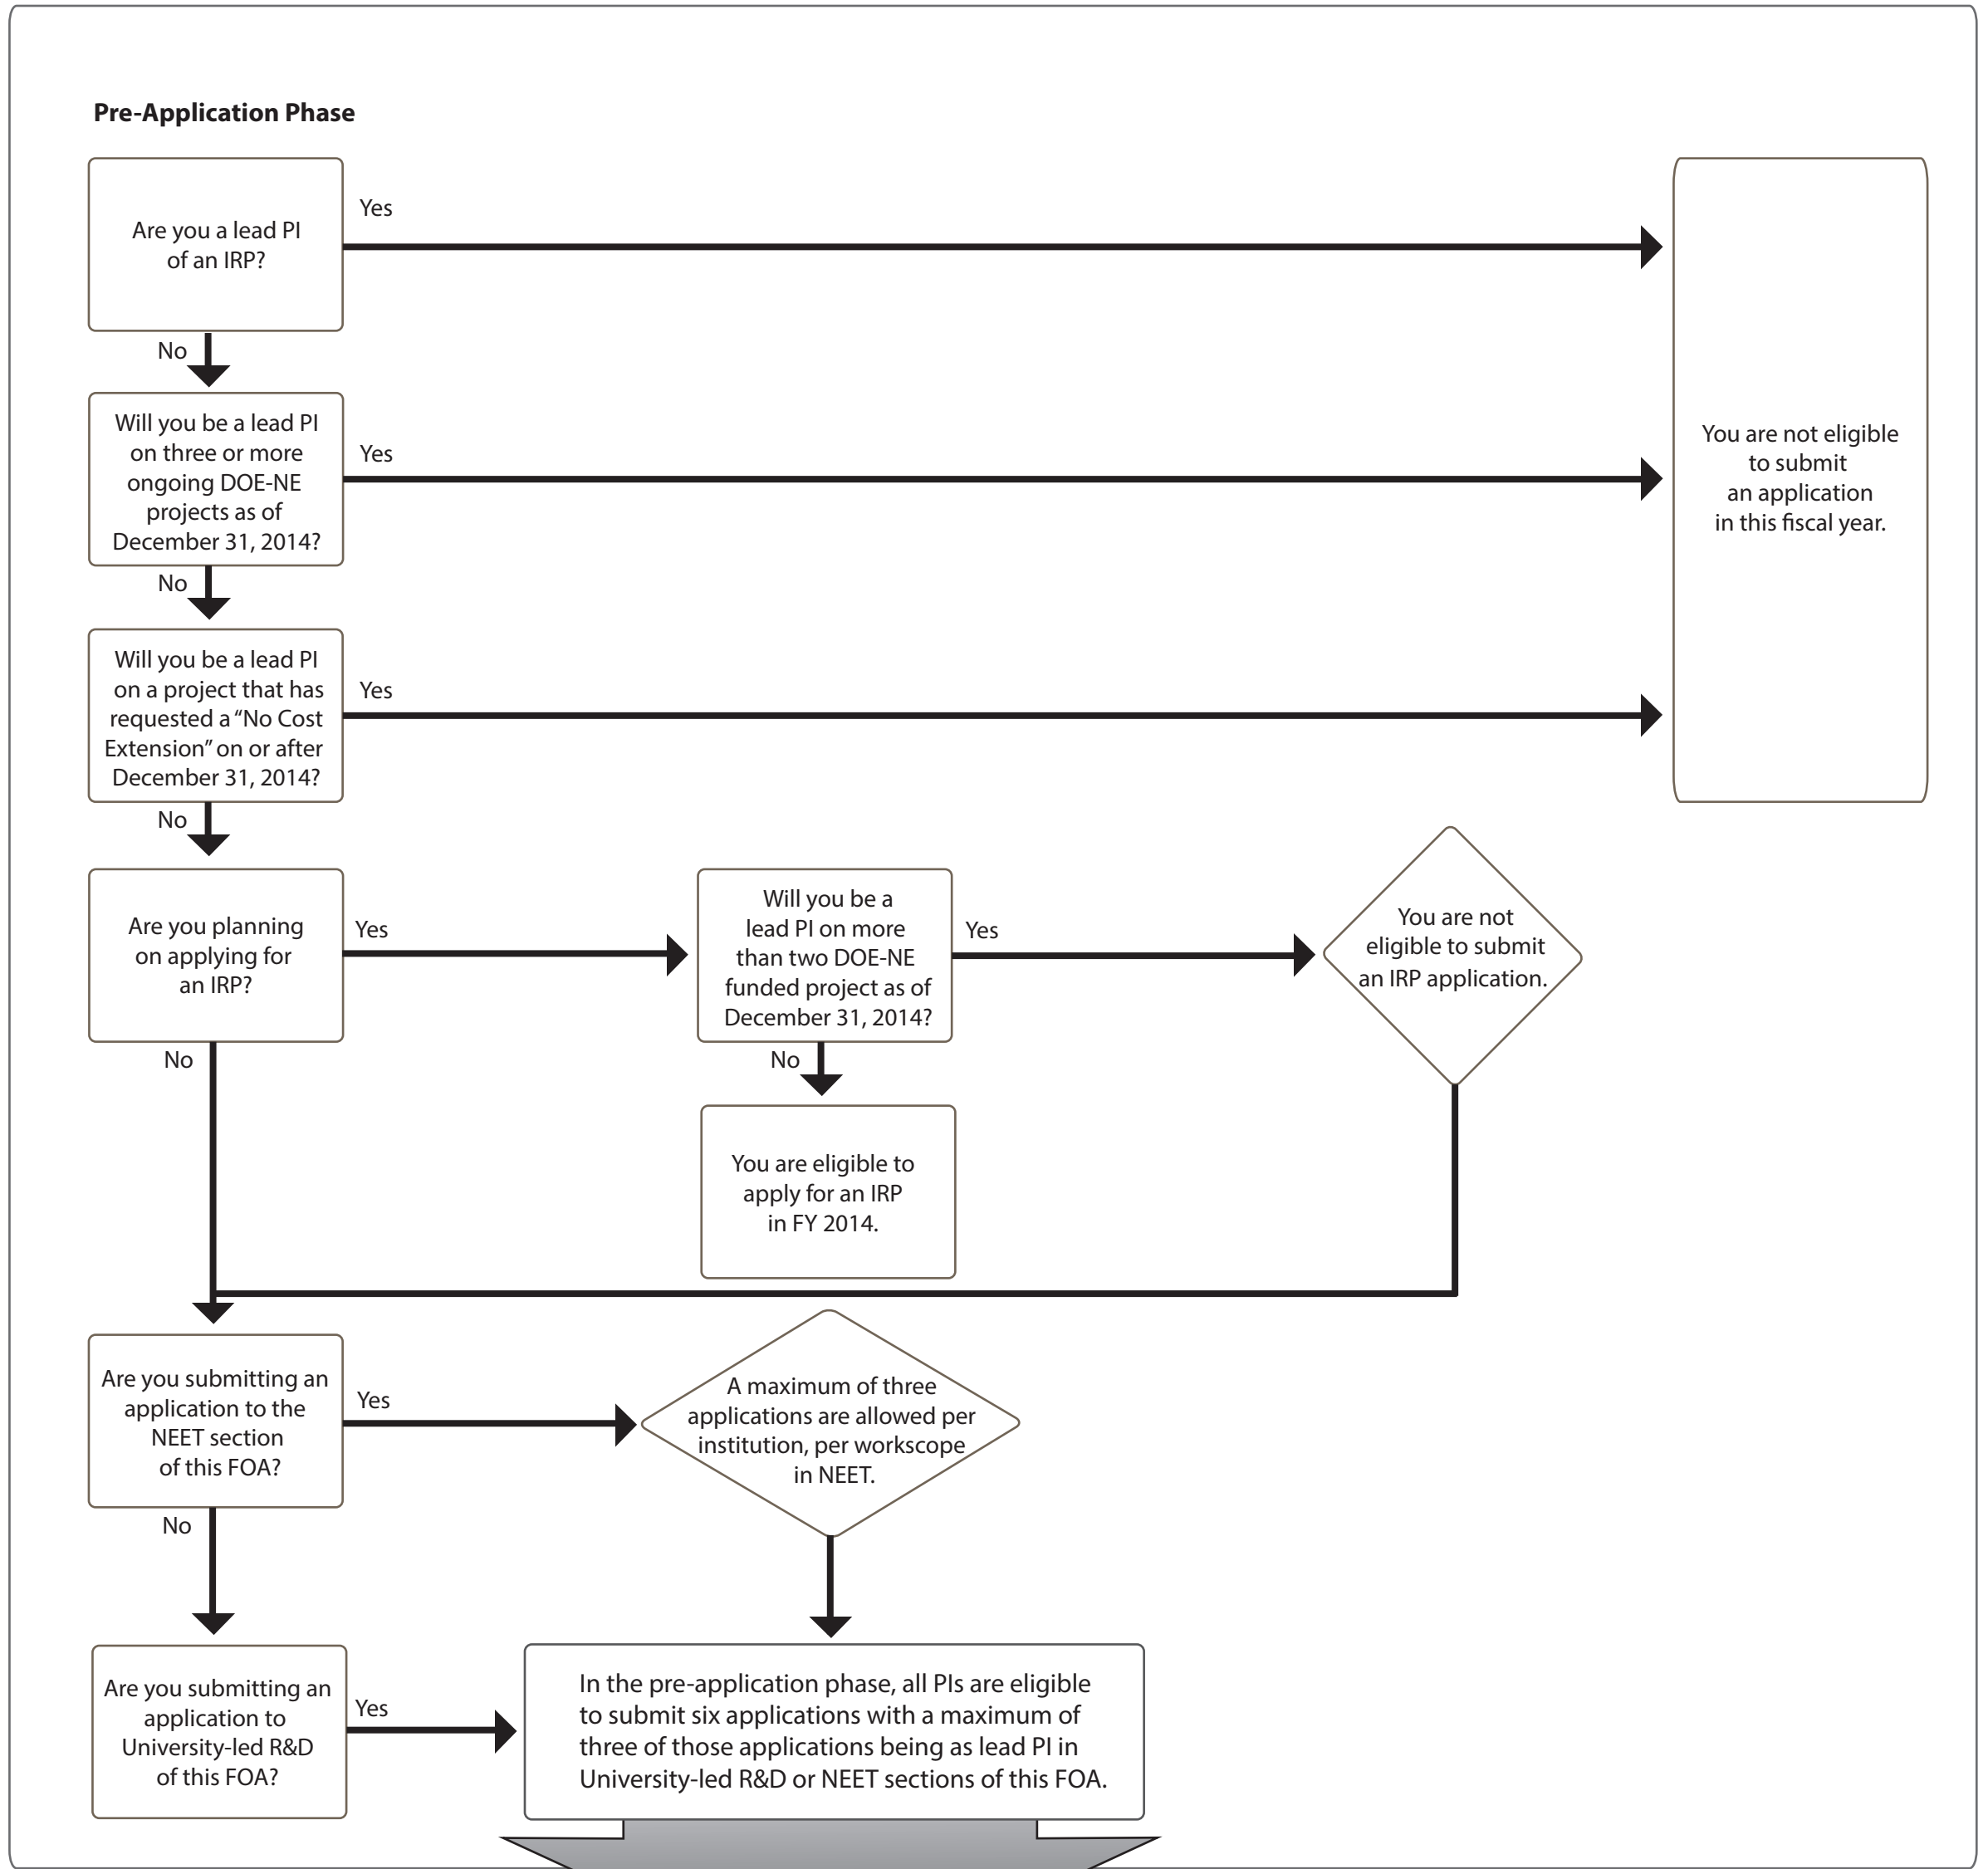 Pre-Application Phase
Are you a lead PI
of an IRP?
Yes
No
Will you be a lead PI
on three or more
ongoing DOE-NE
projects as of
December 31, 2014?
Yes
No
Will you be a lead PI
on a project that has
requested a “No Cost
Extension” on or after
December 31, 2014?
Yes
No
You are not eligible
to submit
an application
in this fiscal year.
Are you planning
on applying for
an IRP?
Yes
No
Will you be a
lead PI on more
than two DOE-NE
funded project as of
December 31, 2014?
Yes
No
You are not
eligible to submit
an IRP application.
You are eligible to
apply for an IRP
in FY 2014.
Are you submitting an
application to the
NEET section
of this FOA?
Yes
No
A maximum of three
applications are allowed per
institution, per workscope
in NEET.
Are you submitting an
application to
University-led R&D
of this FOA?
Yes
In the pre-application phase, all PIs are eligible
to submit six applications with a maximum of
three of those applications being as lead PI in
University-led R&D or NEET sections of this FOA.